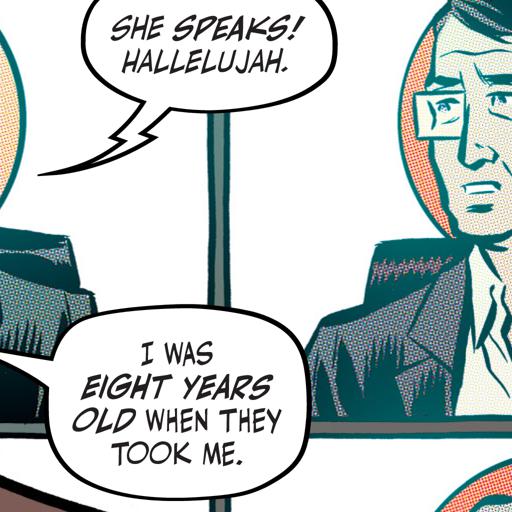 SHE SPEAKS!
HALLELUJAH.
I WAS
EIGHT YEARS
OLD WHEN THEY
TOOK ME.